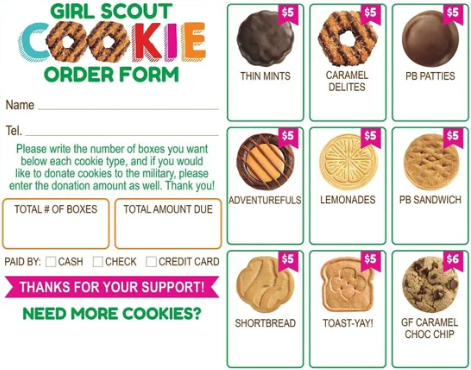 GIRL SCOUT
COOKIE
ORDER FORM
Name
Tel.
Please write the number of boxes you want
below each cookie type, and if you would
like to donate cookies to the military, please
enter the donation amount as well. Thank you!
TOTAL # OF BOXES
TOTAL AMOUNT DUE
PAID BY: CASH CHECK CREDIT CARD
THANKS FOR YOUR SUPPORT!
NEED MORE COOKIES?
$5
THIN MINTS
$5
CARAMEL
DELITES
$5
PB PATTIES
$5
ADVENTUREFULS
$5
LEMONADES
$5
PB SANDWICH
$5
SHORTBREAD
$5
TOAST-YAY!
$6
GF CARAMEL
CHOC CHIP